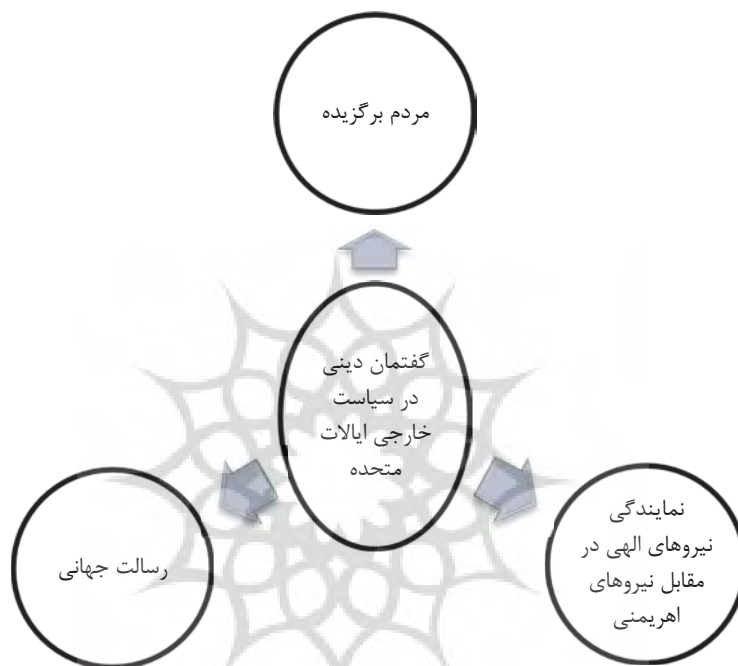 مردم برگزیده
گفتمان دینی
در سیاست
خارجی ایالات
متحده
نمایندگی
نیروهای الهی در
مقابل نیروهای
اهریمنی
رسالت جهانی